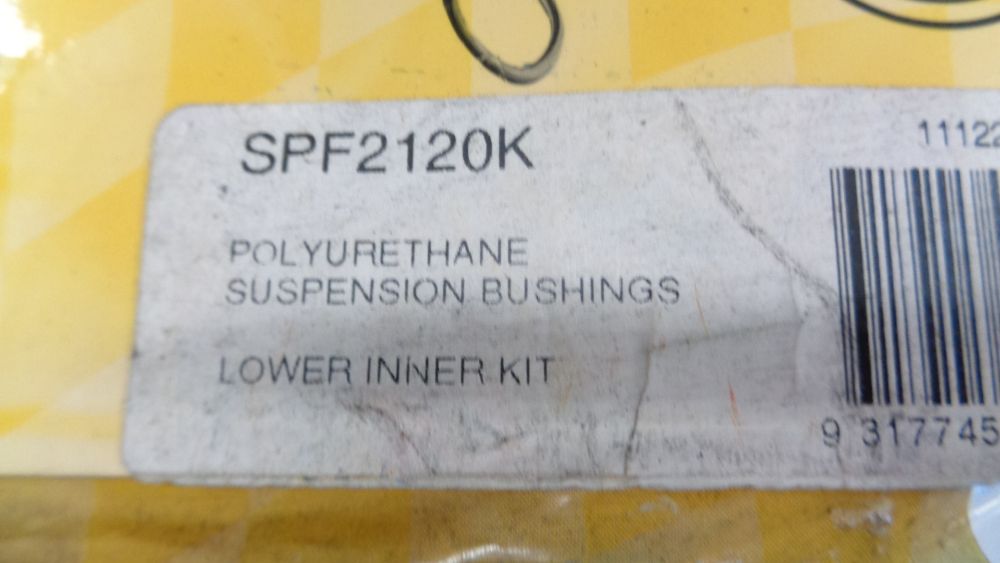 SPF2120K
11122
POLYURETHANE
SUSPENSION BUSHINGS
LOWER INNER KIT
9 317745